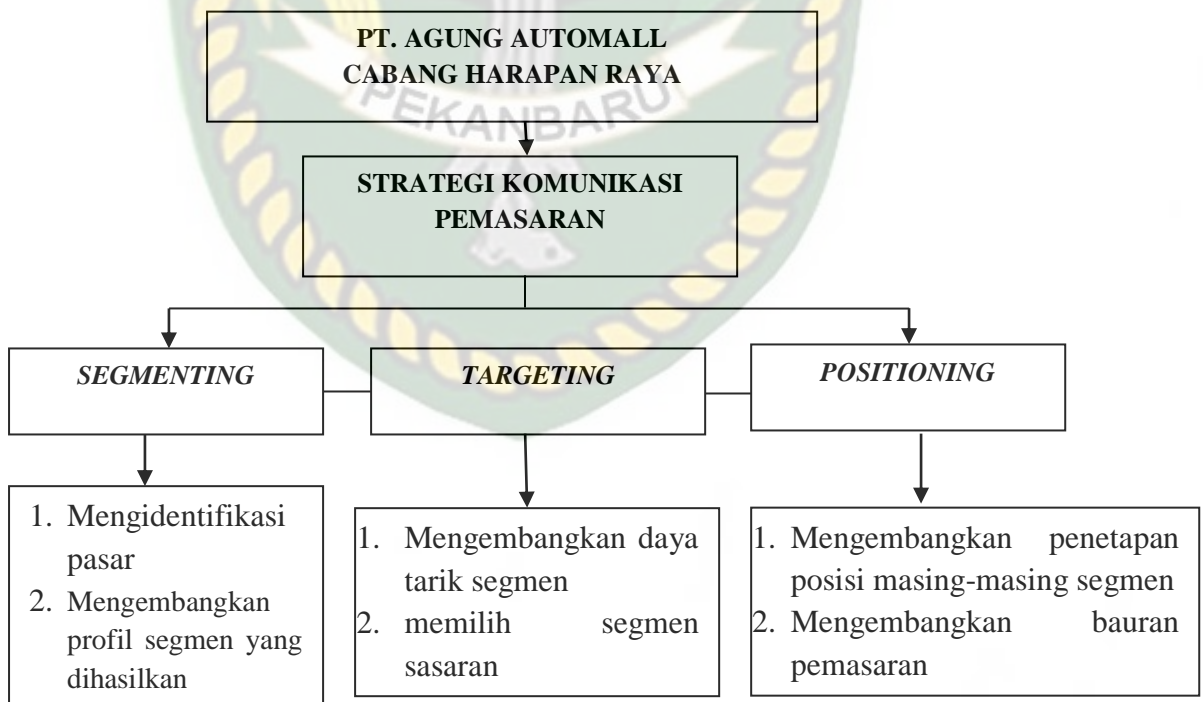 PT. AGUNG AUTOMALL
CABANG HARAPAN RAYA
PEKANBARU
STRATEGI KOMUNIKASI
PEMASARAN
SEGMENTING
TARGETING
POSITIONING
1. Mengidentifikasi
pasar
2. Mengembangkan
profil segmen yang
dihasilkan
1. Mengembangkan daya
tarik segmen
2. memilih segmen
sasaran
1. Mengembangkan penetapan
posisi masing-masing segmen
2. Mengembangkan bauran
pemasaran